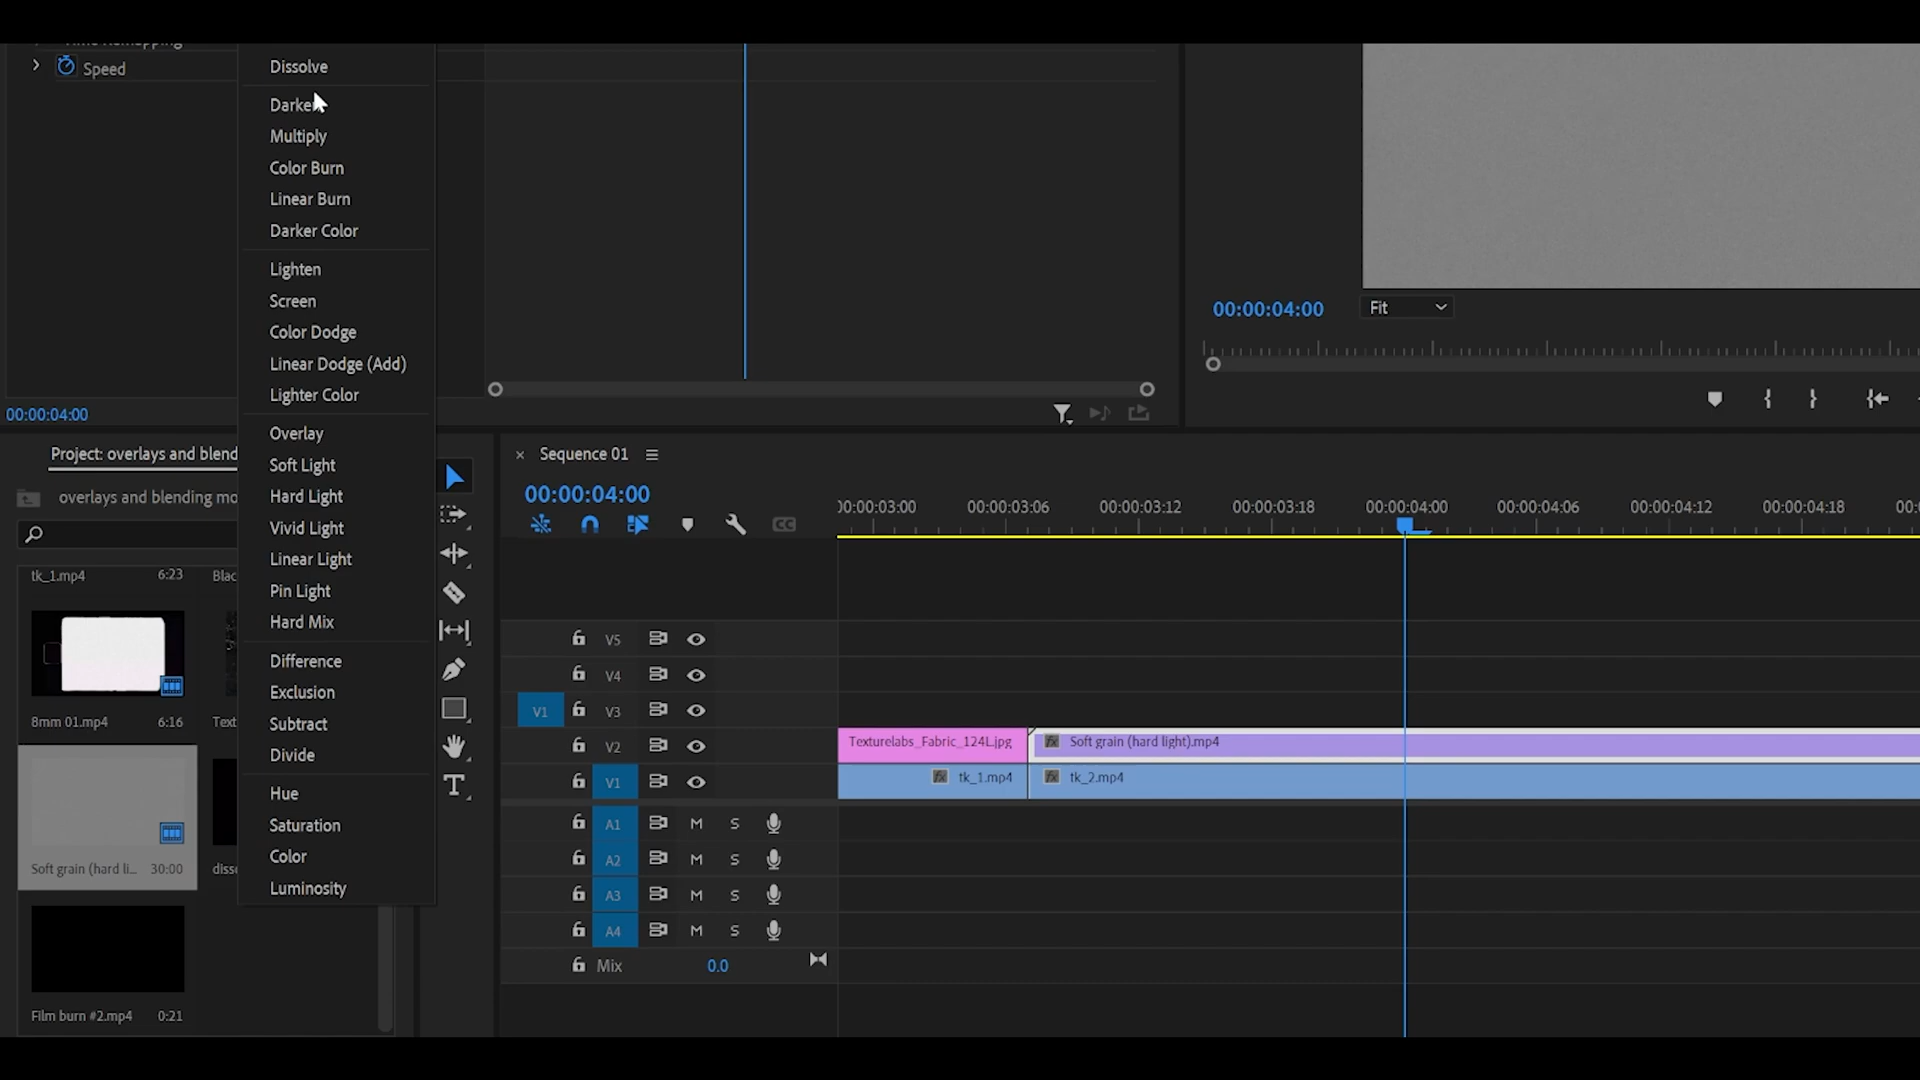 Speed
00:00:04:00
Dissolve
Darken
Multiply
Color Burn
Linear Burn
Darker Color
Lighten
Screen
Color Dodge
Linear Dodge (Add)
Lighter Color
Overlay
Soft Light
Hard Light
Vivid Light
Linear Light
Pin Light
Hard Mix
Difference
Exclusion
Subtract
Divide
Hue
Saturation
Color
Luminosity
00:00:04:00 Fit
Project: overlays and blend
overlays and blending mo
tk_1.mp4 6:23 Blac
8mm 01.mp4 6:16 Text
Soft grain (hard li... 30:00 diss
Film burn #2.mp4 0:21
T
× Sequence 01
00:00:04:00
CC
00:00:03:00 00:00:03:06 00:00:03:12 00:00:03:18 00:00:04:00 00:00:04:06 00:00:04:12 00:00:04:18
V5
V4
V1 V3
V2 Texturelabs_Fabric_124L.jpg fx Soft grain (hard light).mp4
V1 fx tk_1.mp4 fx tk_2.mp4
A1 M S
A2 M S
A3 M S
A4 M S
Mix 0.0